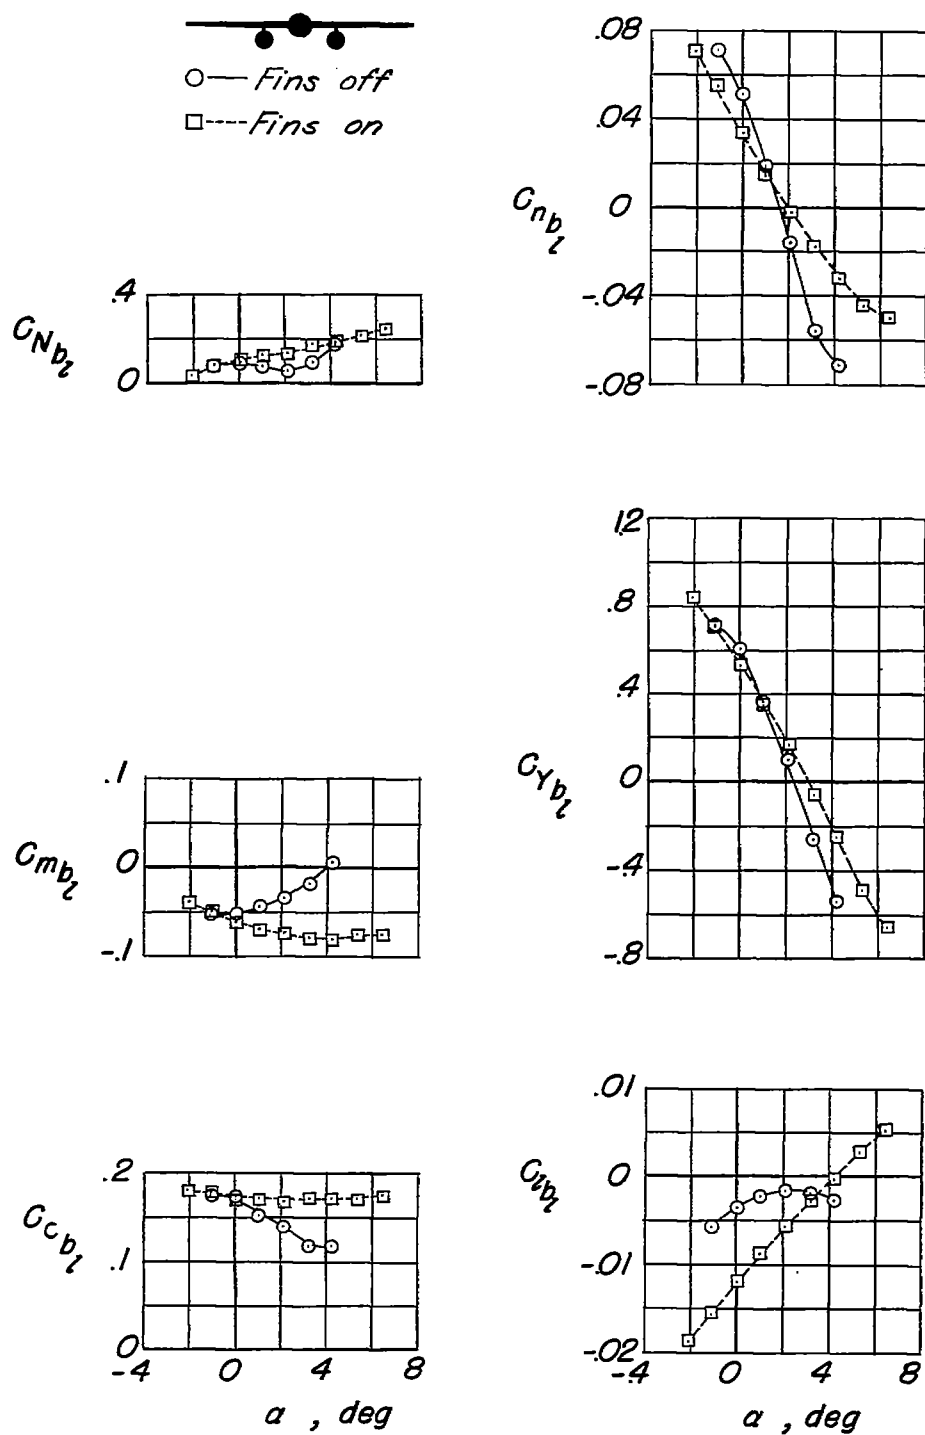 Fins off
Fins on
.4
C_{N_{b_l}}
0
.1
C_{m_{b_l}}
0
-.1
.2
C_{C_{b_l}}
.1
0
-4 0 4 8
α , deg
.08
.04
C_{n_{b_l}}
0
-.04
-.08
1.2
.8
.4
C_{Y_{b_l}}
0
-.4
-.8
.01
C_{l_{b_l}}
0
-.01
-.02
-4 0 4 8
α , deg